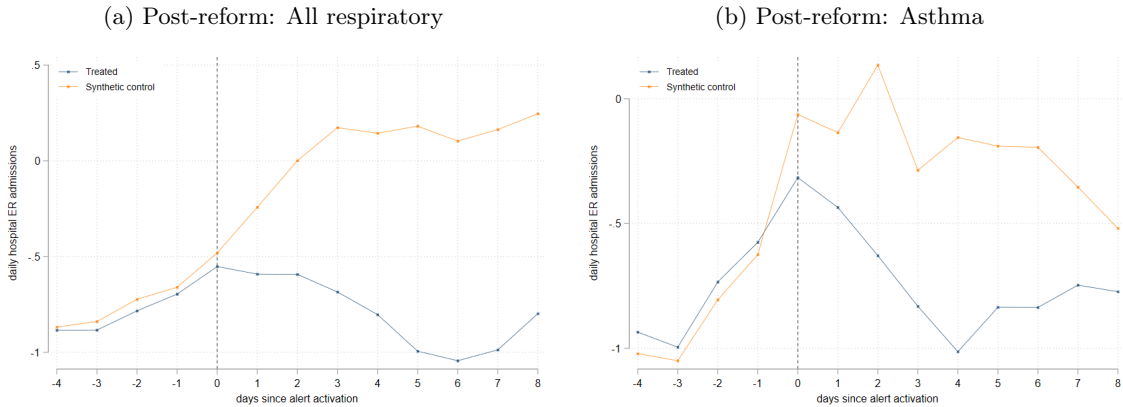 (a) Post-reform: All respiratory
.5
0
-.5
-1
daily hospital ER admissions
Treated
Synthetic control
-4 -3 -2 -1 0 1 2 3 4 5 6 7 8
days since alert activation
(b) Post-reform: Asthma
0
-.5
-1
daily hospital ER admissions
Treated
Synthetic control
-4 -3 -2 -1 0 1 2 3 4 5 6 7 8
days since alert activation